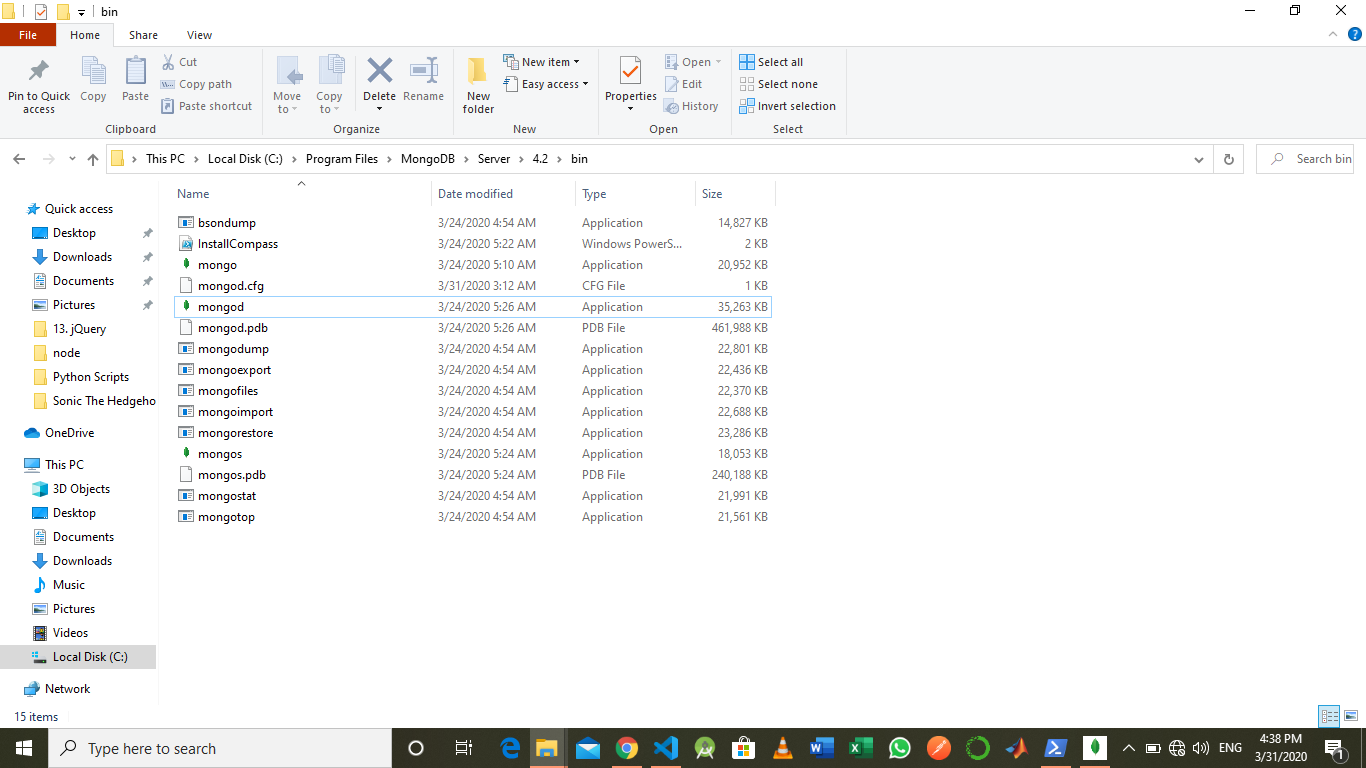 bin
File Home Share View
Pin to Quick access
Copy
Paste
Cut
Copy path
Paste shortcut
Clipboard
Move to
Copy to
Delete
Rename
Organize
New folder
New item
Easy access
New
Properties
Open
Edit
History
Open
Select all
Select none
Invert selection
Select
This PC > Local Disk (C:) > Program Files > MongoDB > Server > 4.2 > bin
Search bin
Quick access
Desktop
Downloads
Documents
Pictures
13. jQuery
node
Python Scripts
Sonic The Hedgeho
OneDrive
This PC
3D Objects
Desktop
Documents
Downloads
Music
Pictures
Videos
Local Disk (C:)
Network
Name Date modified Type Size
bsondump 3/24/2020 4:54 AM Application 14,827 KB
InstallCompass 3/24/2020 5:22 AM Windows PowerS... 2 KB
mongo 3/24/2020 5:10 AM Application 20,952 KB
mongod.cfg 3/31/2020 3:12 AM CFG File 1 KB
mongod 3/24/2020 5:26 AM Application 35,263 KB
mongod.pdb 3/24/2020 5:26 AM PDB File 461,988 KB
mongodump 3/24/2020 4:54 AM Application 22,801 KB
mongoexport 3/24/2020 4:54 AM Application 22,436 KB
mongofiles 3/24/2020 4:54 AM Application 22,370 KB
mongoimport 3/24/2020 4:54 AM Application 22,688 KB
mongorestore 3/24/2020 4:54 AM Application 23,286 KB
mongos 3/24/2020 5:24 AM Application 18,053 KB
mongos.pdb 3/24/2020 5:24 AM PDB File 240,188 KB
mongostat 3/24/2020 4:54 AM Application 21,991 KB
mongotop 3/24/2020 4:54 AM Application 21,561 KB
15 items
Type here to search
ENG
4:38 PM
3/31/2020
1